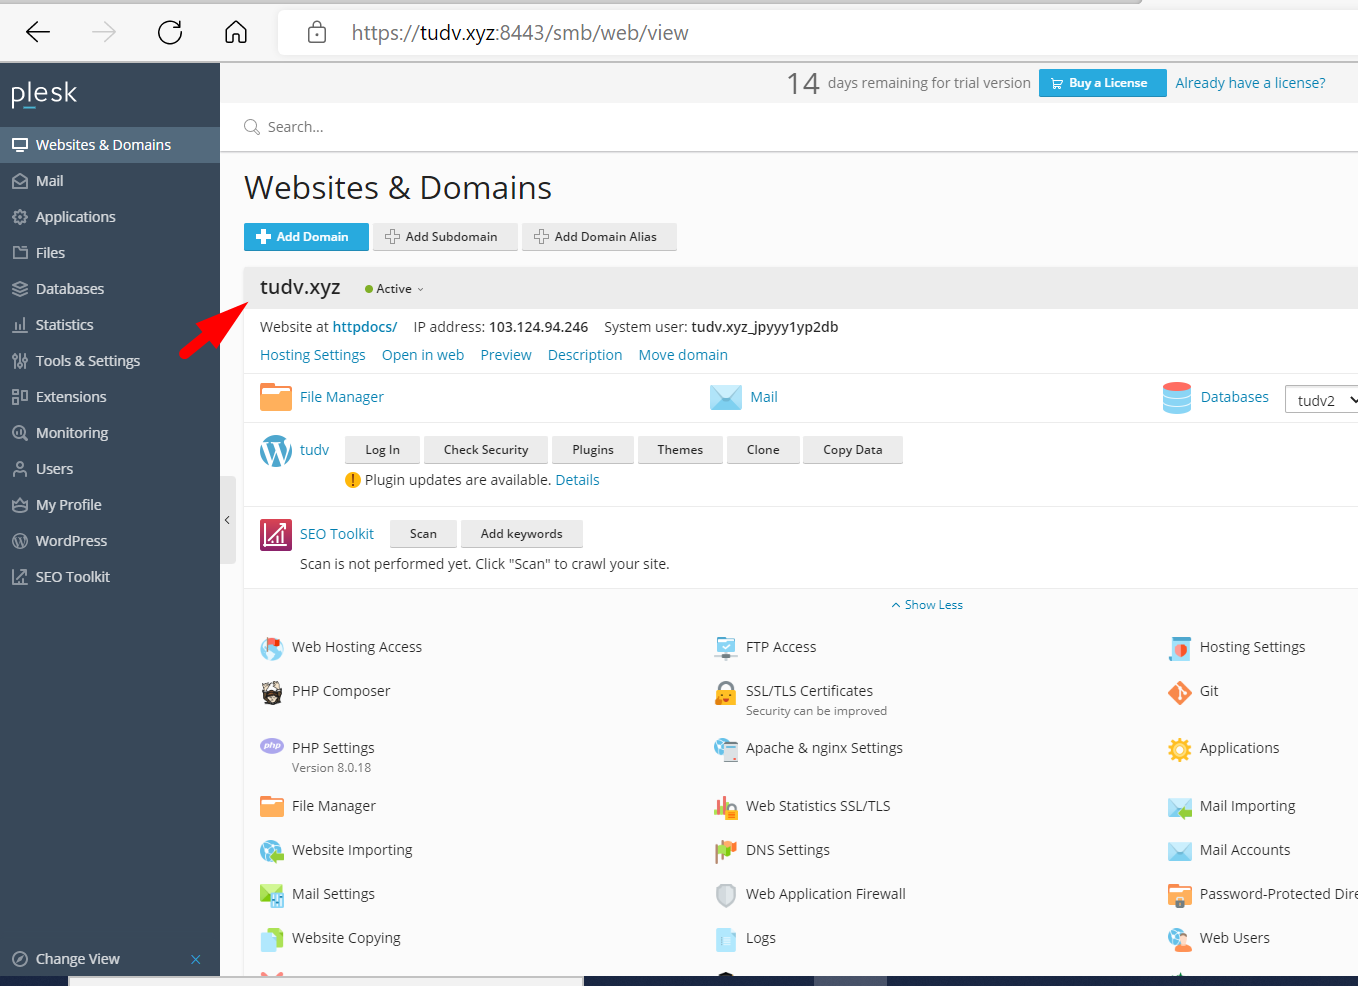 https://tudv.xyz:8443/smb/web/view
plesk
14 days remaining for trial version Buy a License Already have a license?
Search...
Websites & Domains
Mail
Applications
Files
Databases
Statistics
Tools & Settings
Extensions
Monitoring
Users
My Profile
WordPress
SEO Toolkit
Change View
Websites & Domains
Add Domain Add Subdomain Add Domain Alias
tudv.xyz Active
Website at httpdocs/ IP address: 103.124.94.246 System user: tudv.xyz_jpyyy1yp2db
Hosting Settings Open in web Preview Description Move domain
File Manager Mail Databases tudv2
tudv Log In Check Security Plugins Themes Clone Copy Data
Plugin updates are available. Details
SEO Toolkit Scan Add keywords
Scan is not performed yet. Click "Scan" to crawl your site.
Show Less
Web Hosting Access FTP Access Hosting Settings
PHP Composer SSL/TLS Certificates Git
Security can be improved
php PHP Settings Apache & nginx Settings Applications
Version 8.0.18
File Manager Web Statistics SSL/TLS Mail Importing
Website Importing DNS Settings Mail Accounts
Mail Settings Web Application Firewall Password-Protected Dire
Website Copying Logs Web Users